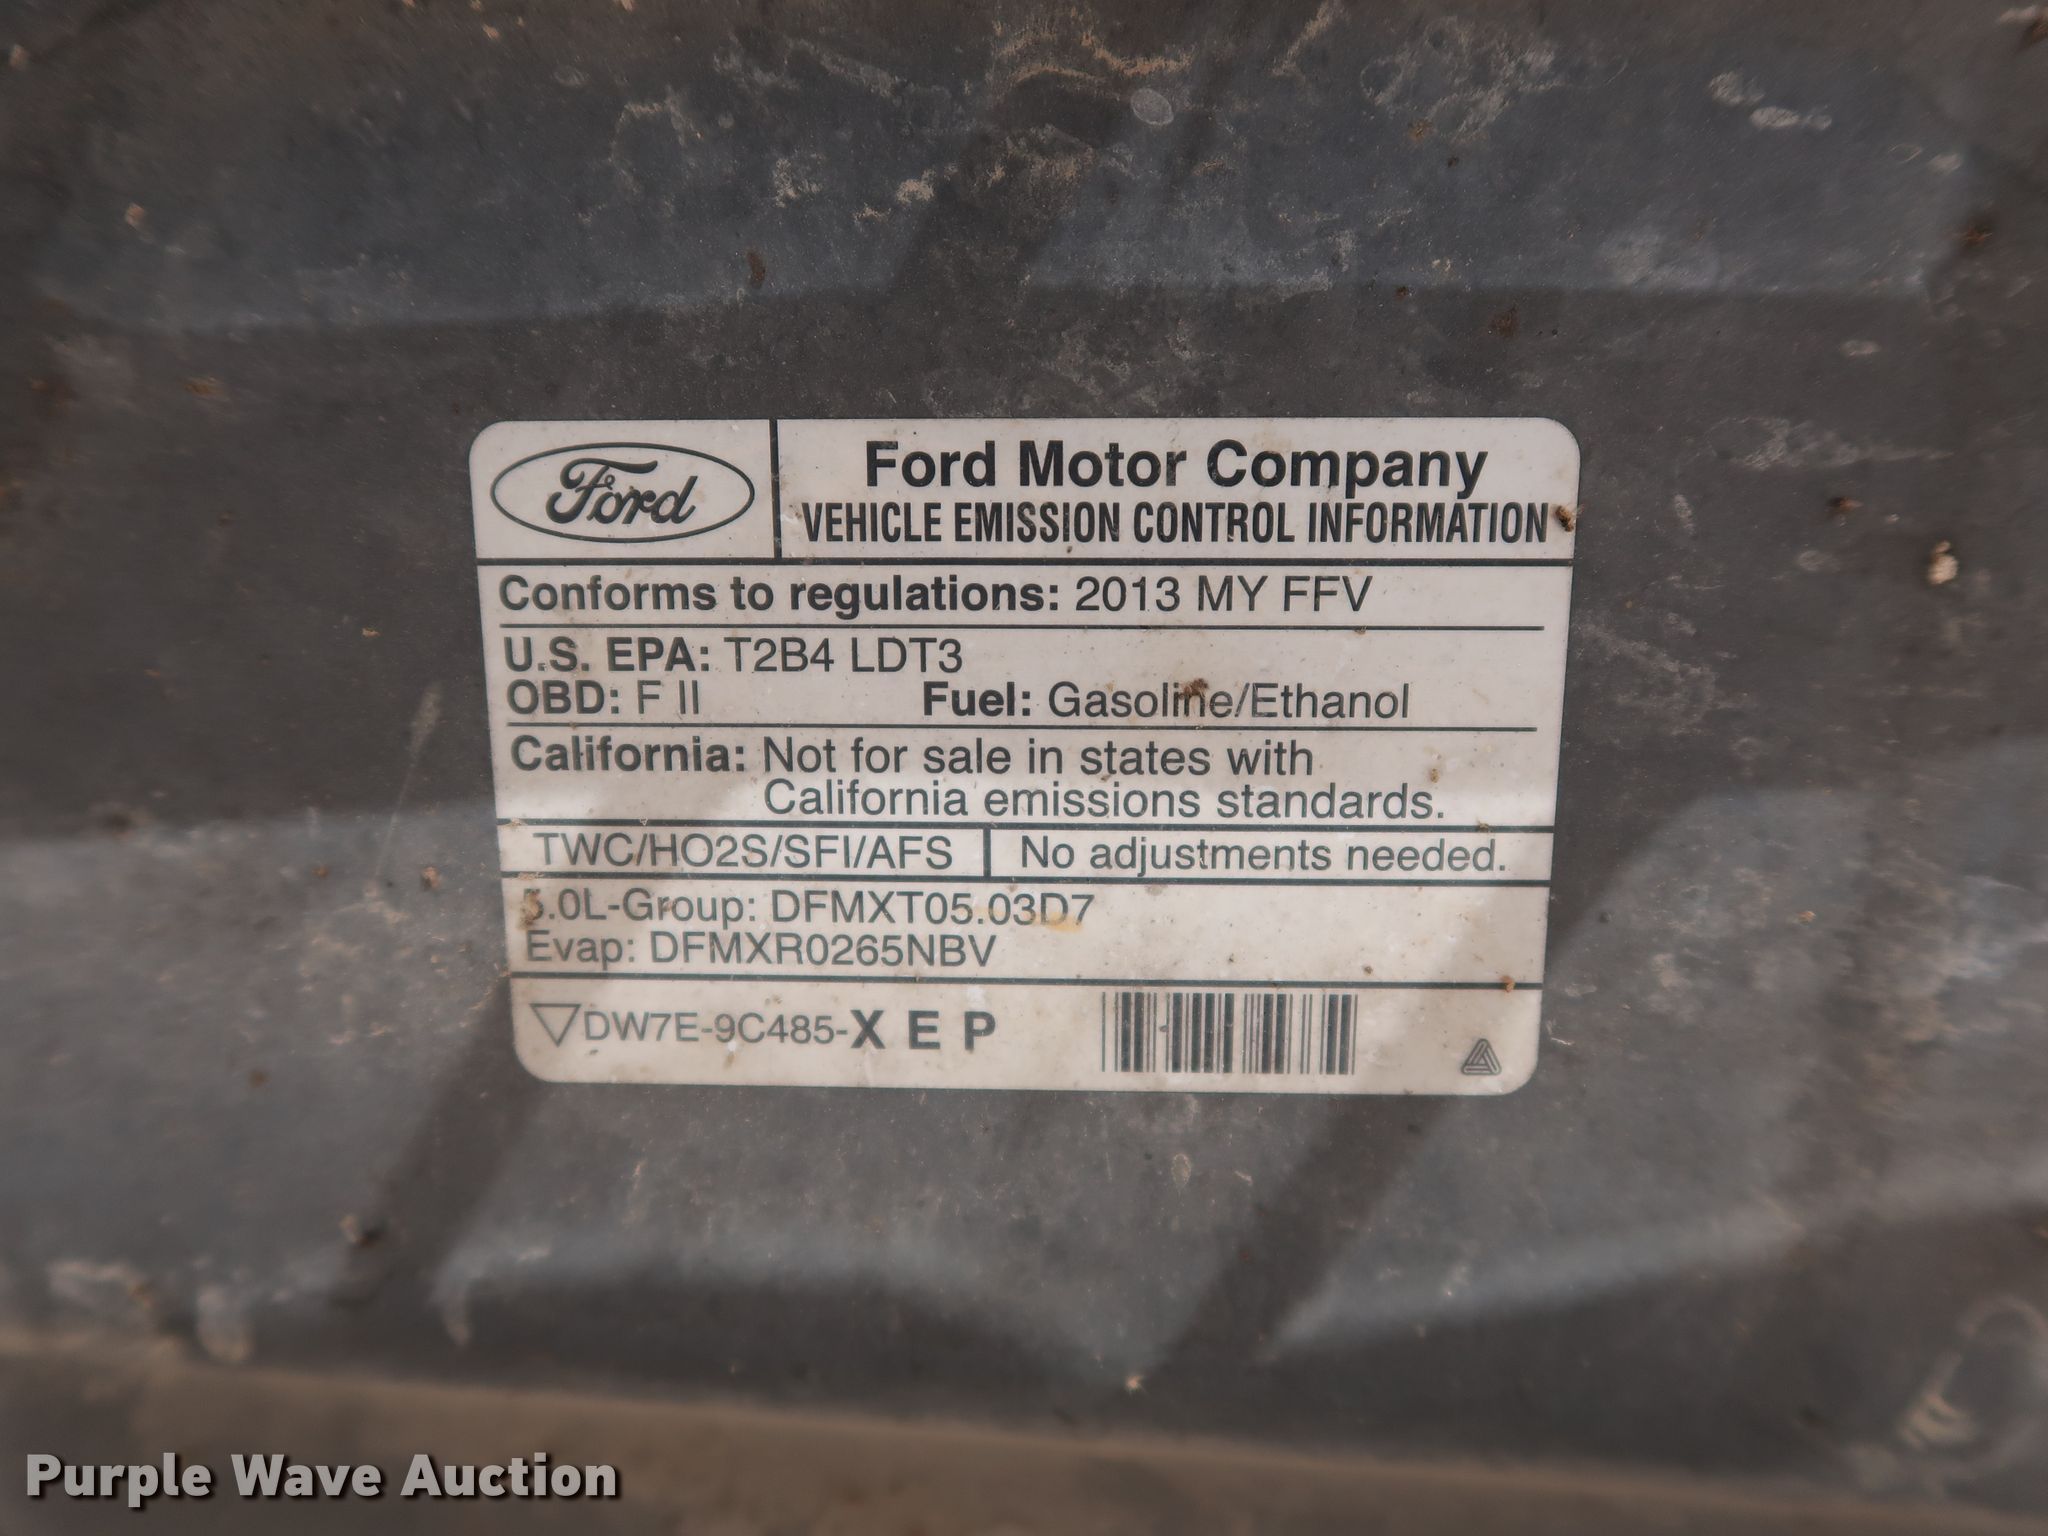 Ford
Ford Motor Company
VEHICLE EMISSION CONTROL INFORMATION
Conforms to regulations: 2013 MY FFV
U.S. EPA: T2B4 LDT3
OBD: F II Fuel: Gasoline/Ethanol
California: Not for sale in states with
California emissions standards.
TWC/HO2S/SFI/AFS No adjustments needed.
5.0L-Group: DFMXT05.03D7
Evap: DFMXR0265NBV
DW7E-9C485-X E P
Purple Wave Auction